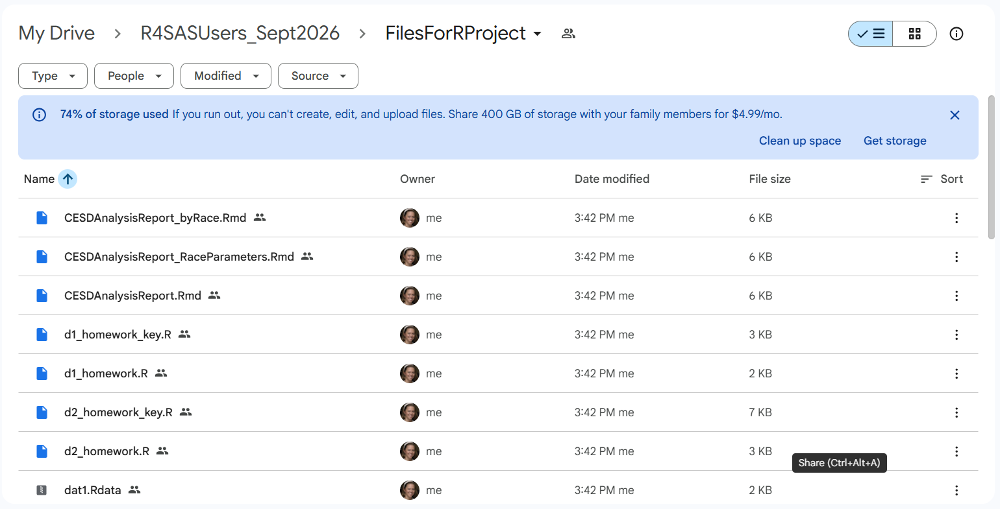 My Drive > R4SASUsers_Sept2026 > FilesForRProject
Type People Modified Source
74% of storage used If you run out, you can't create, edit, and upload files. Share 400 GB of storage with your family members for $4.99/mo.
Clean up space Get storage
Name Owner Date modified File size Sort
CESDAnalysisReport_byRace.Rmd me 3:42 PM me 6 KB
CESDAnalysisReport_RaceParameters.Rmd me 3:42 PM me 6 KB
CESDAnalysisReport.Rmd me 3:42 PM me 6 KB
d1_homework_key.R me 3:42 PM me 3 KB
d1_homework.R me 3:42 PM me 2 KB
d2_homework_key.R me 3:42 PM me 7 KB
d2_homework.R me 3:42 PM me 3 KB
Share (Ctrl+Alt+A)
dat1.Rdata me 3:42 PM me 2 KB